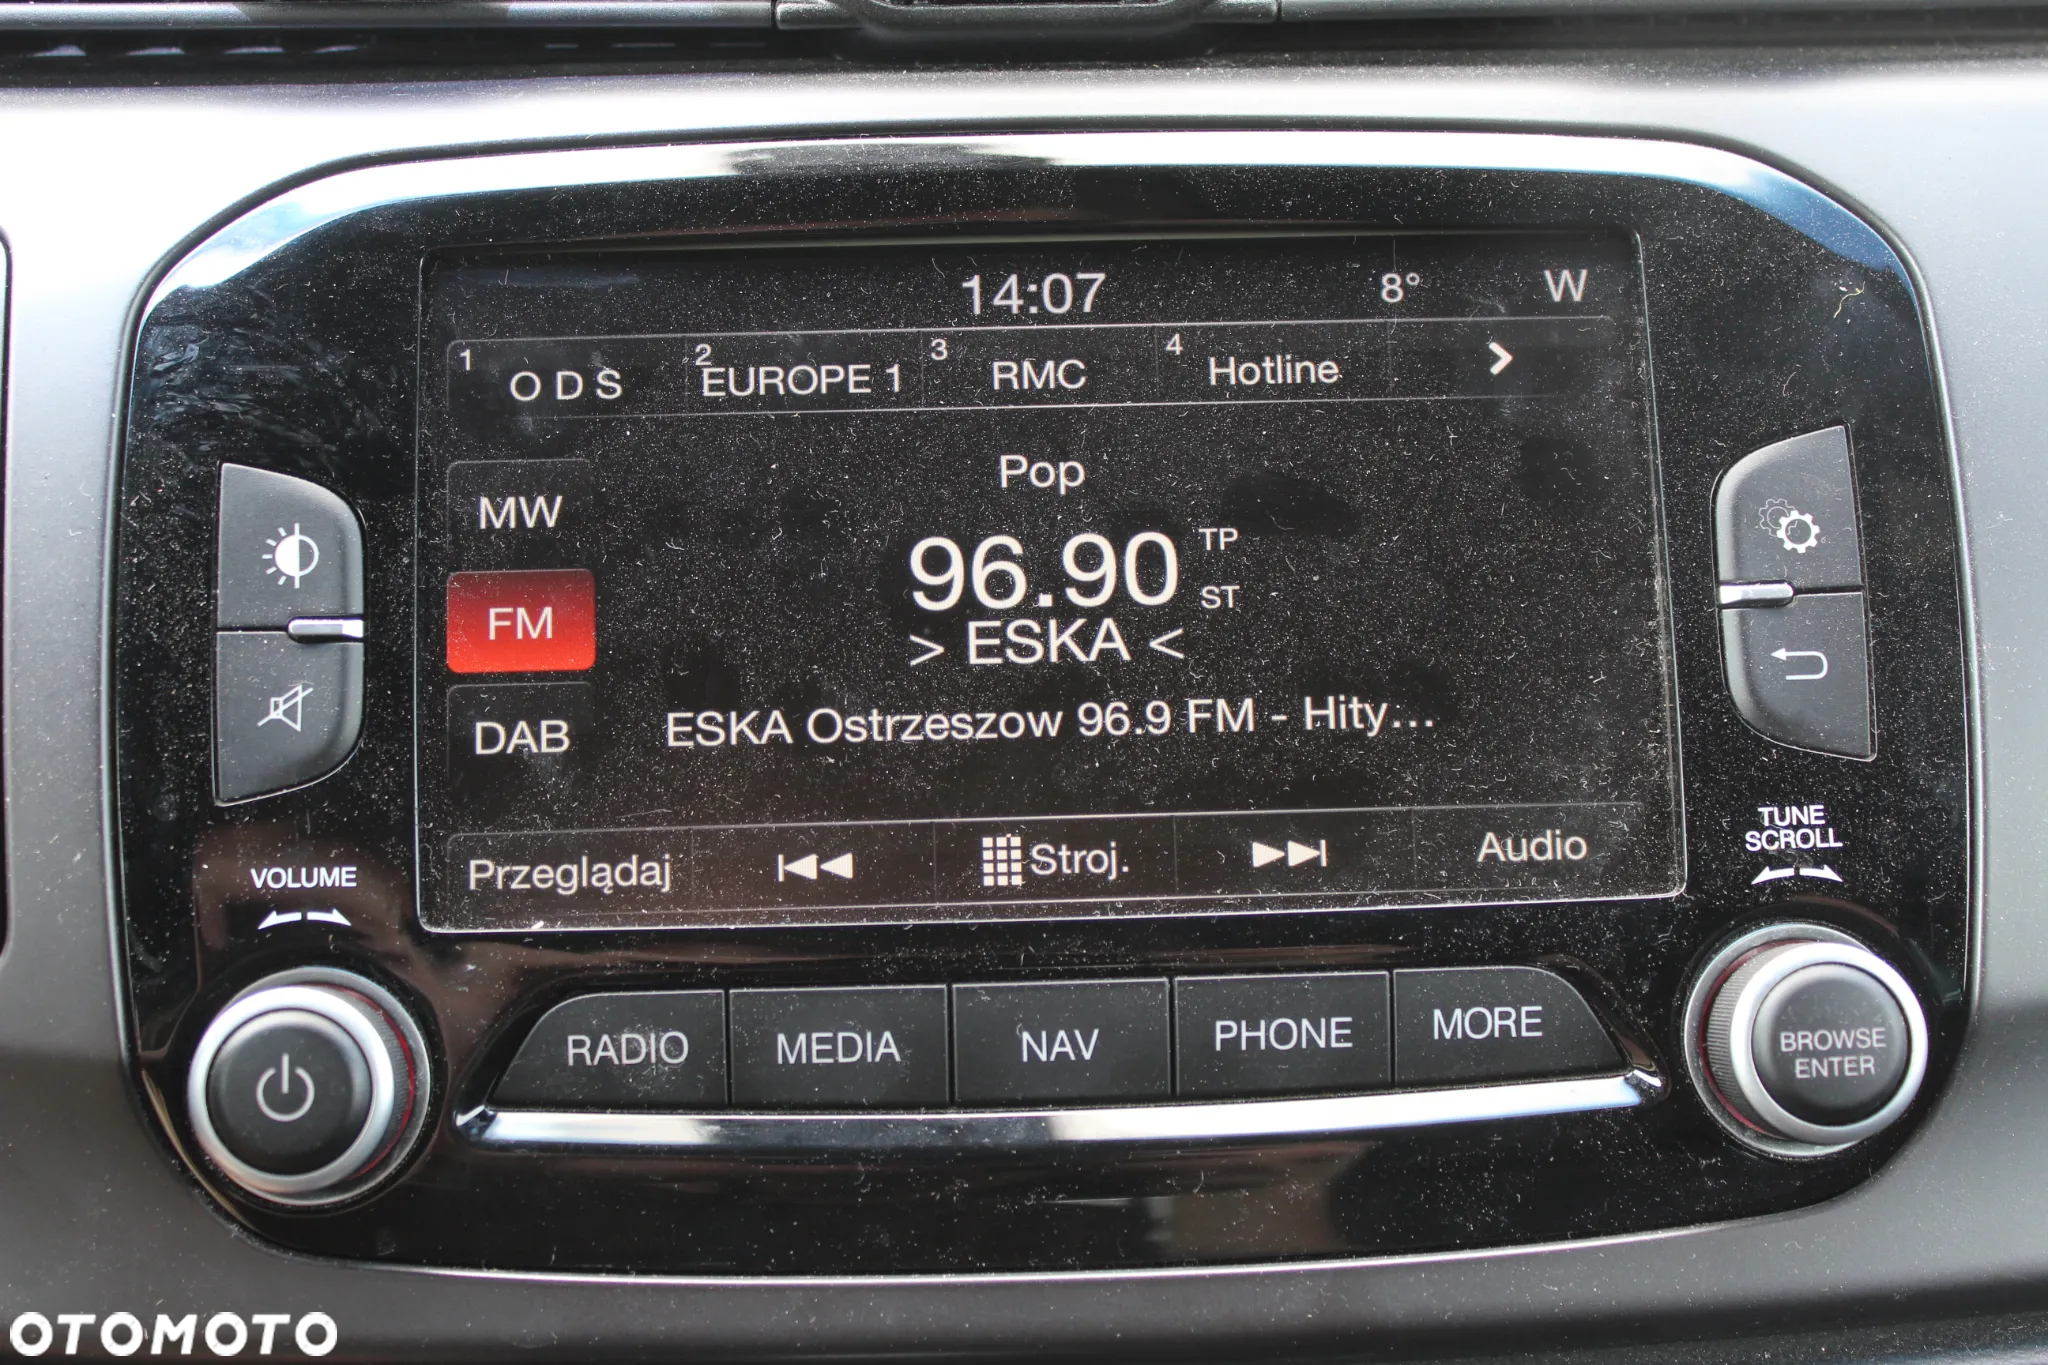 14:07 8° W
1 O D S 2 EUROPE 1 3 RMC 4 Hotline >
Pop
MW
96.90 TP
ST
FM
> ESKA <
DAB
ESKA Ostrzeszow 96.9 FM - Hity...
Przeglądaj Stroj. Audio
VOLUME
TUNE
SCROLL
RADIO MEDIA NAV PHONE MORE
BROWSE
ENTER
OTOMOTO